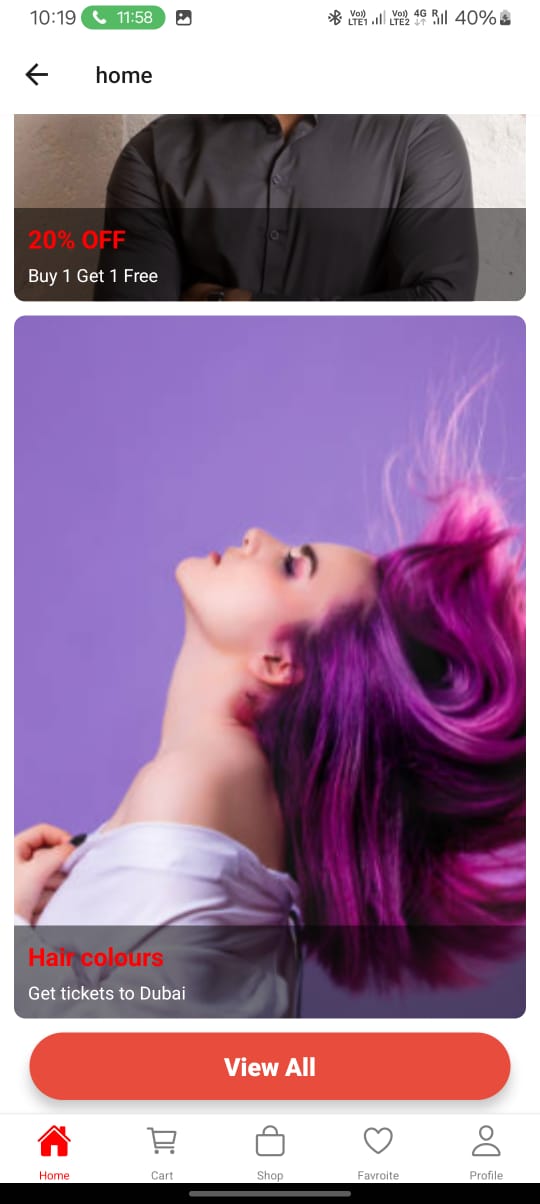 10:19 11:58 Vo) LTE1 Vo) LTE2 4G R 40%
home
20% OFF
Buy 1 Get 1 Free
Hair colours
Get tickets to Dubai
View All
Home Cart Shop Favroite Profile